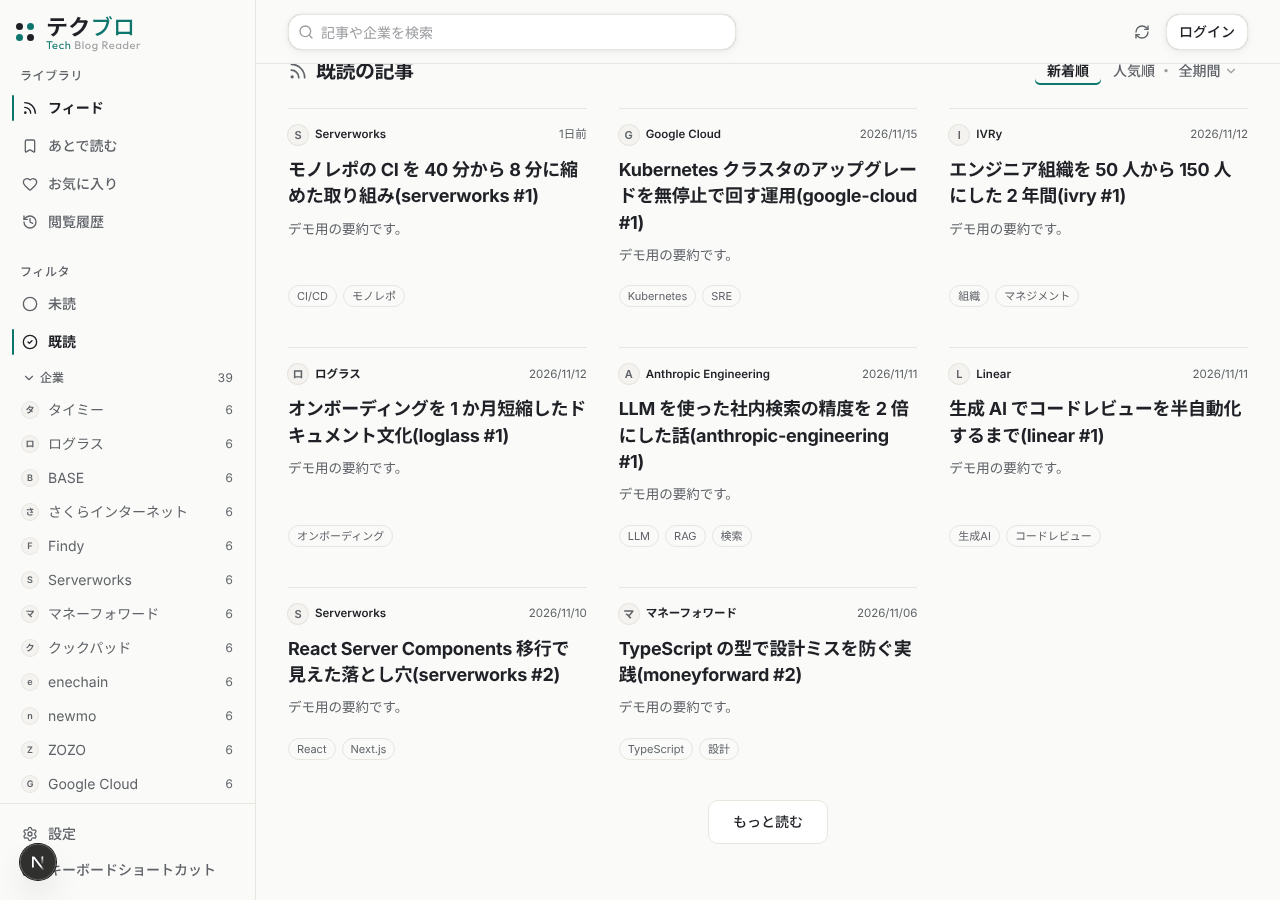 テクブロ
Tech Blog Reader
ライブラリ
フィード
あとで読む
お気に入り
閲覧履歴
フィルタ
未読
既読
企業 39
タ タイミー 6
ロ ログラス 6
B BASE 6
さ さくらインターネット 6
F Findy 6
S Serverworks 6
マ マネーフォワード 6
ク クックパッド 6
e enechain 6
n newmo 6
Z ZOZO 6
G Google Cloud 6
設定
N
キーボードショートカット
記事や企業を検索
ログイン
既読の記事
新着順 人気順 • 全期間
S Serverworks 1日前
モノレポの CI を 40 分から 8 分に縮
めた取り組み(serverworks #1)
デモ用の要約です。
CI/CD モノレポ
G Google Cloud 2026/11/15
Kubernetes クラスタのアップグレー
ドを無停止で回す運用(google-cloud
#1)
デモ用の要約です。
Kubernetes SRE
I IVRy 2026/11/12
エンジニア組織を 50 人から 150 人
にした 2 年間(ivry #1)
デモ用の要約です。
組織 マネジメント
ロ ログラス 2026/11/12
オンボーディングを 1 か月短縮したド
キュメント文化(loglass #1)
デモ用の要約です。
オンボーディング
A Anthropic Engineering 2026/11/11
LLM を使った社内検索の精度を 2 倍
にした話(anthropic-engineering
#1)
デモ用の要約です。
LLM RAG 検索
L Linear 2026/11/11
生成 AI でコードレビューを半自動化
するまで(linear #1)
デモ用の要約です。
生成AI コードレビュー
S Serverworks 2026/11/10
React Server Components 移行で
見えた落とし穴(serverworks #2)
デモ用の要約です。
React Next.js
マ マネーフォワード 2026/11/06
TypeScript の型で設計ミスを防ぐ実
践(moneyforward #2)
デモ用の要約です。
TypeScript 設計
もっと読む